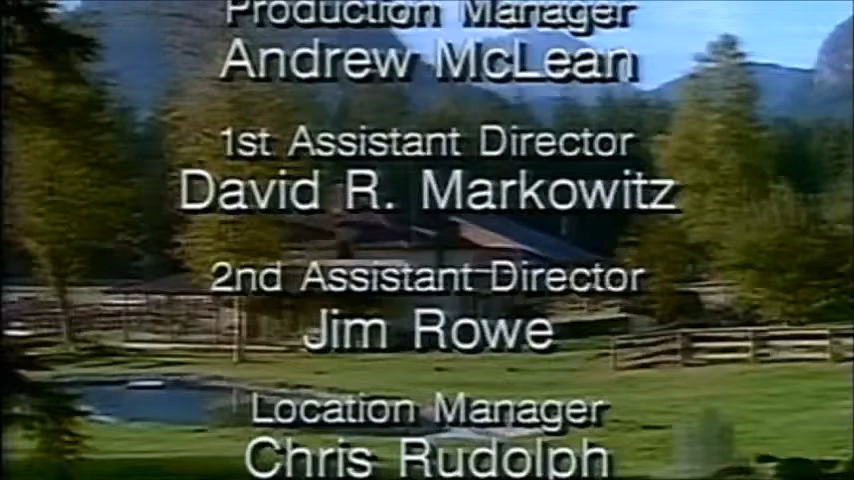 Production Manager
Andrew McLean
1st Assistant Director
David R. Markowitz
2nd Assistant Director
Jim Rowe
Location Manager
Chris Rudolph